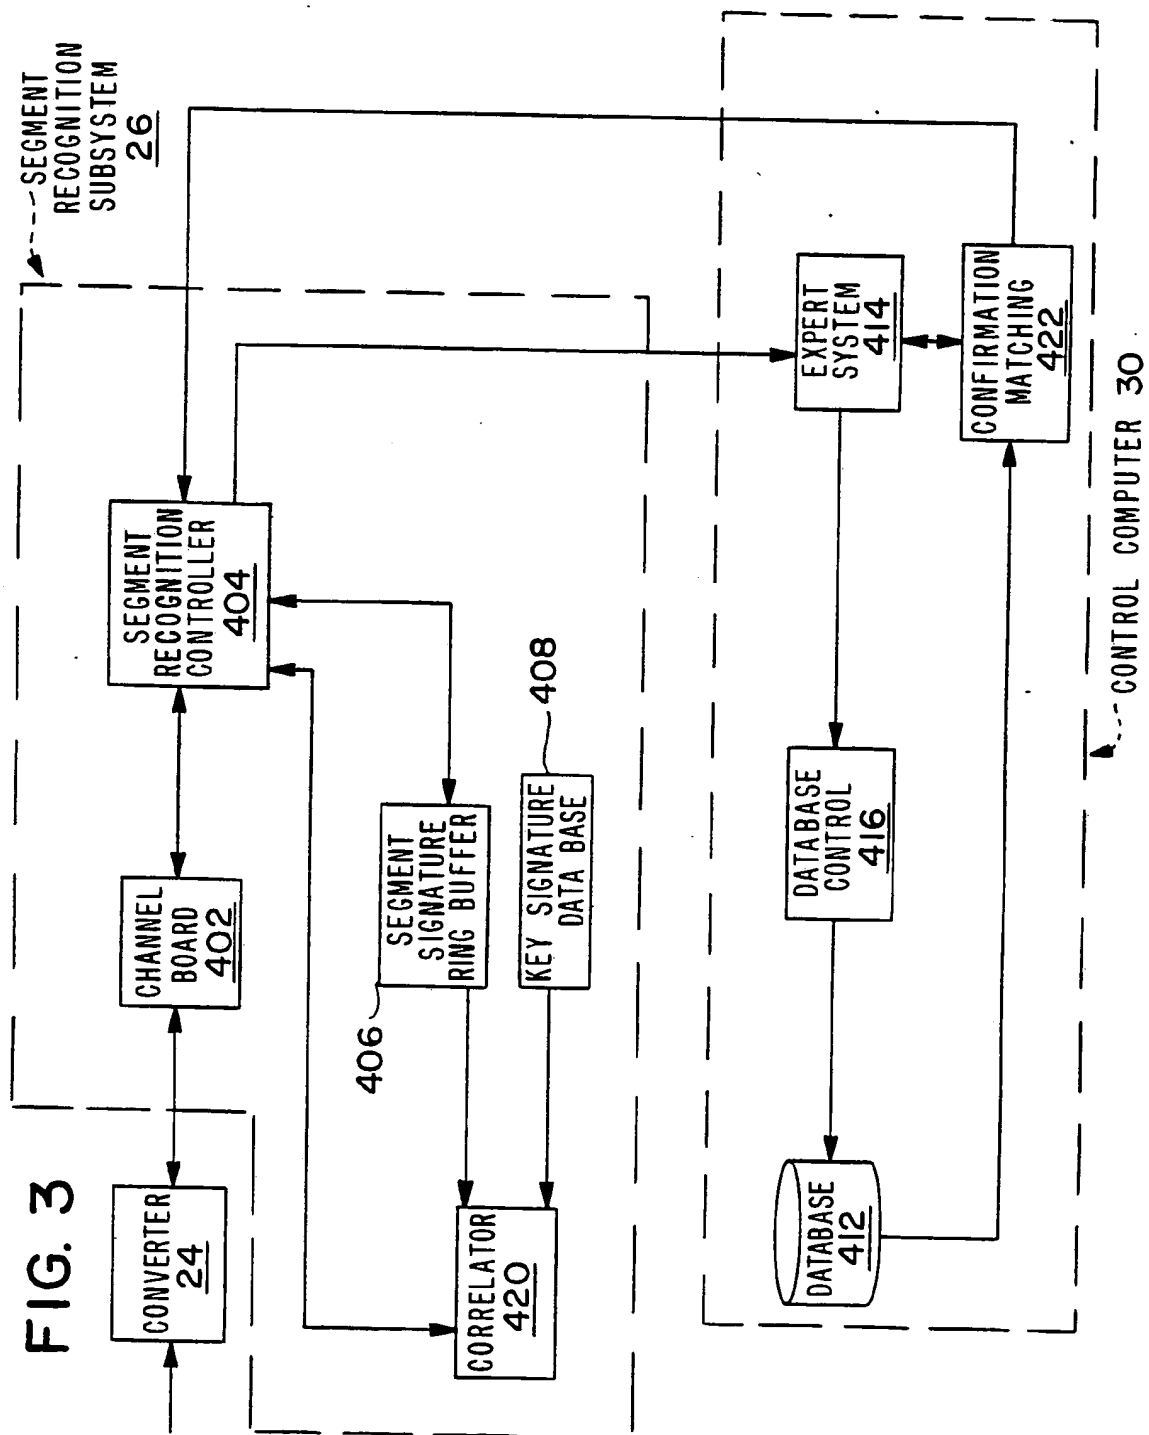 FIG. 3
SEGMENT
RECOGNITION
SUBSYSTEM
26
CONVERTER
24
CHANNEL
BOARD
402
SEGMENT
RECOGNITION
CONTROLLER
404
406
SEGMENT
SIGNATURE
RING BUFFER
408
KEY SIGNATURE
DATA BASE
CORRELATOR
420
DATABASE
412
DATABASE
CONTROL
416
EXPERT
SYSTEM
414
CONFIRMATION
MATCHING
422
CONTROL COMPUTER 30